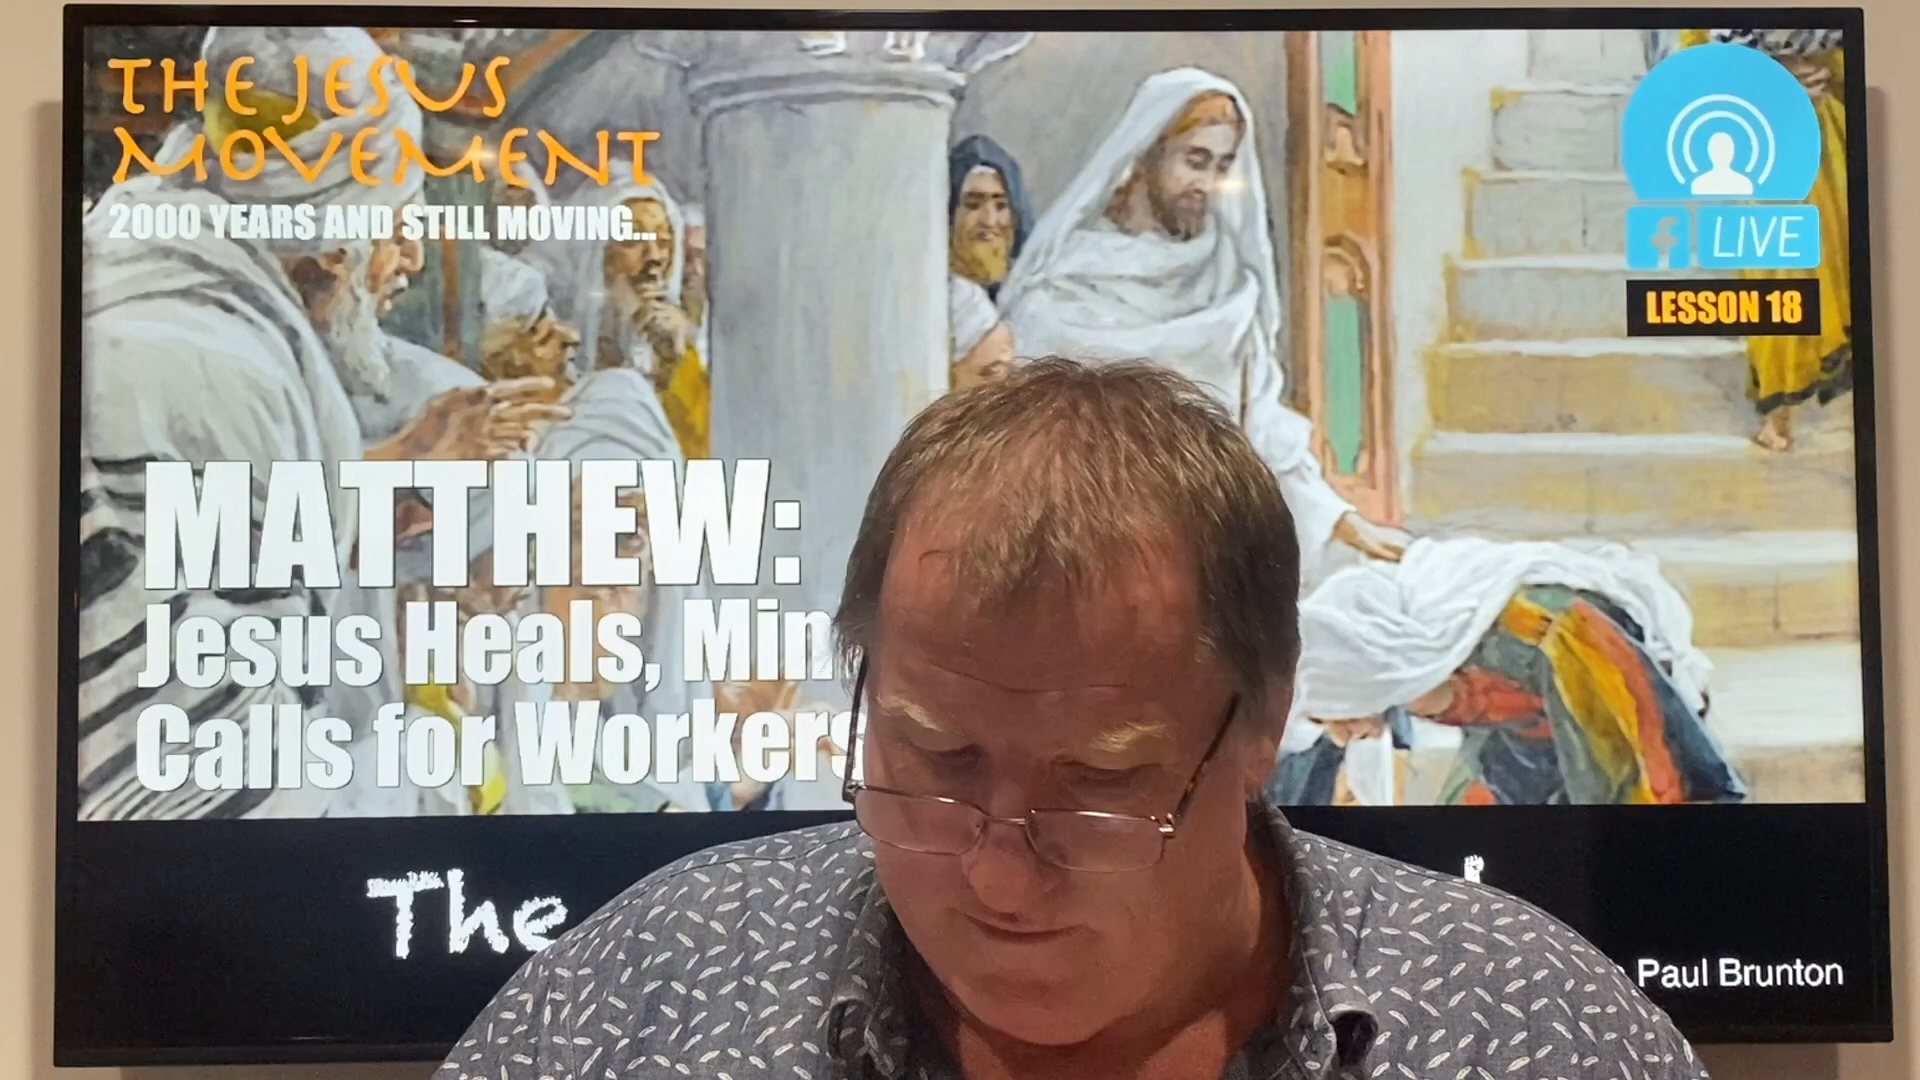 THE JESUS
MOVEMENT
2000 YEARS AND STILL MOVING...
LIVE
LESSON 18
MATTHEW:
Jesus Heals, Min
Calls for Workers
The
Paul Brunton